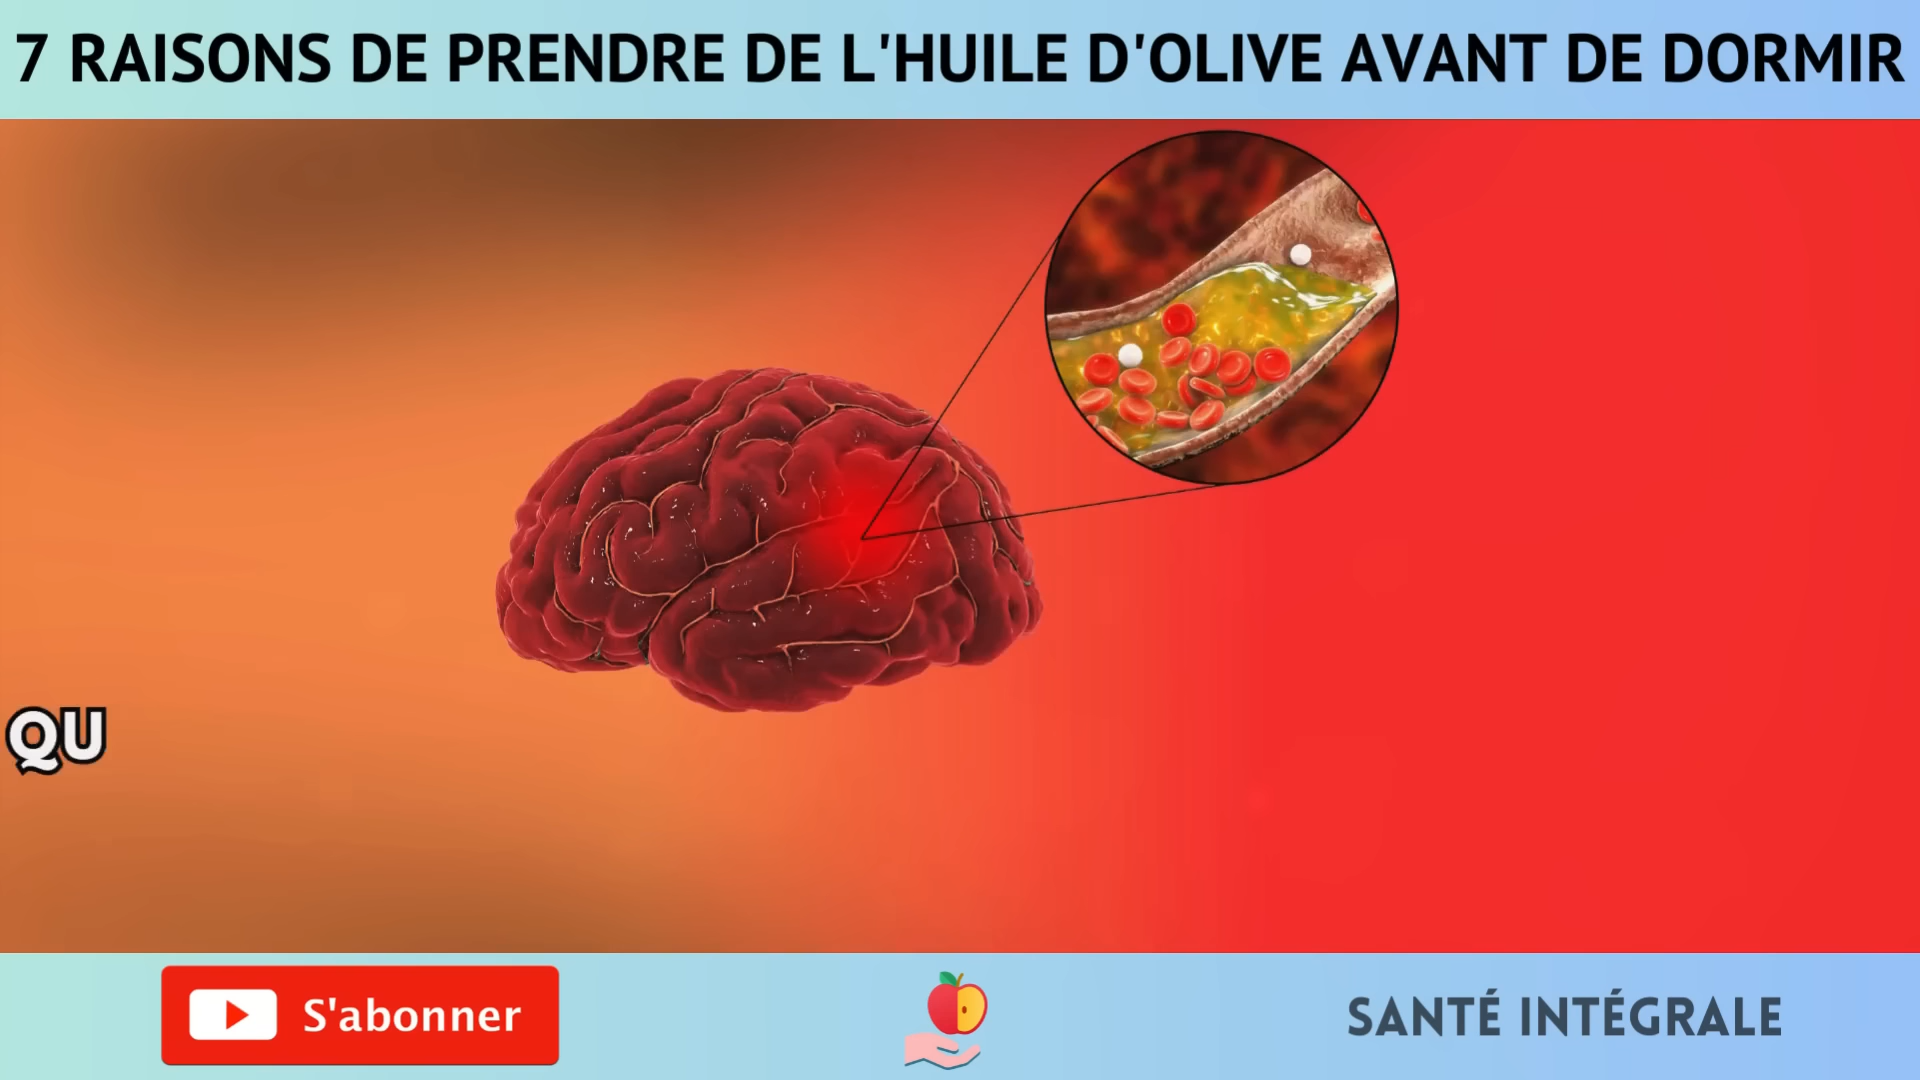 7 RAISONS DE PRENDRE DE L'HUILE D'OLIVE AVANT DE DORMIR
QU
S'abonner
SANTÉ INTÉGRALE